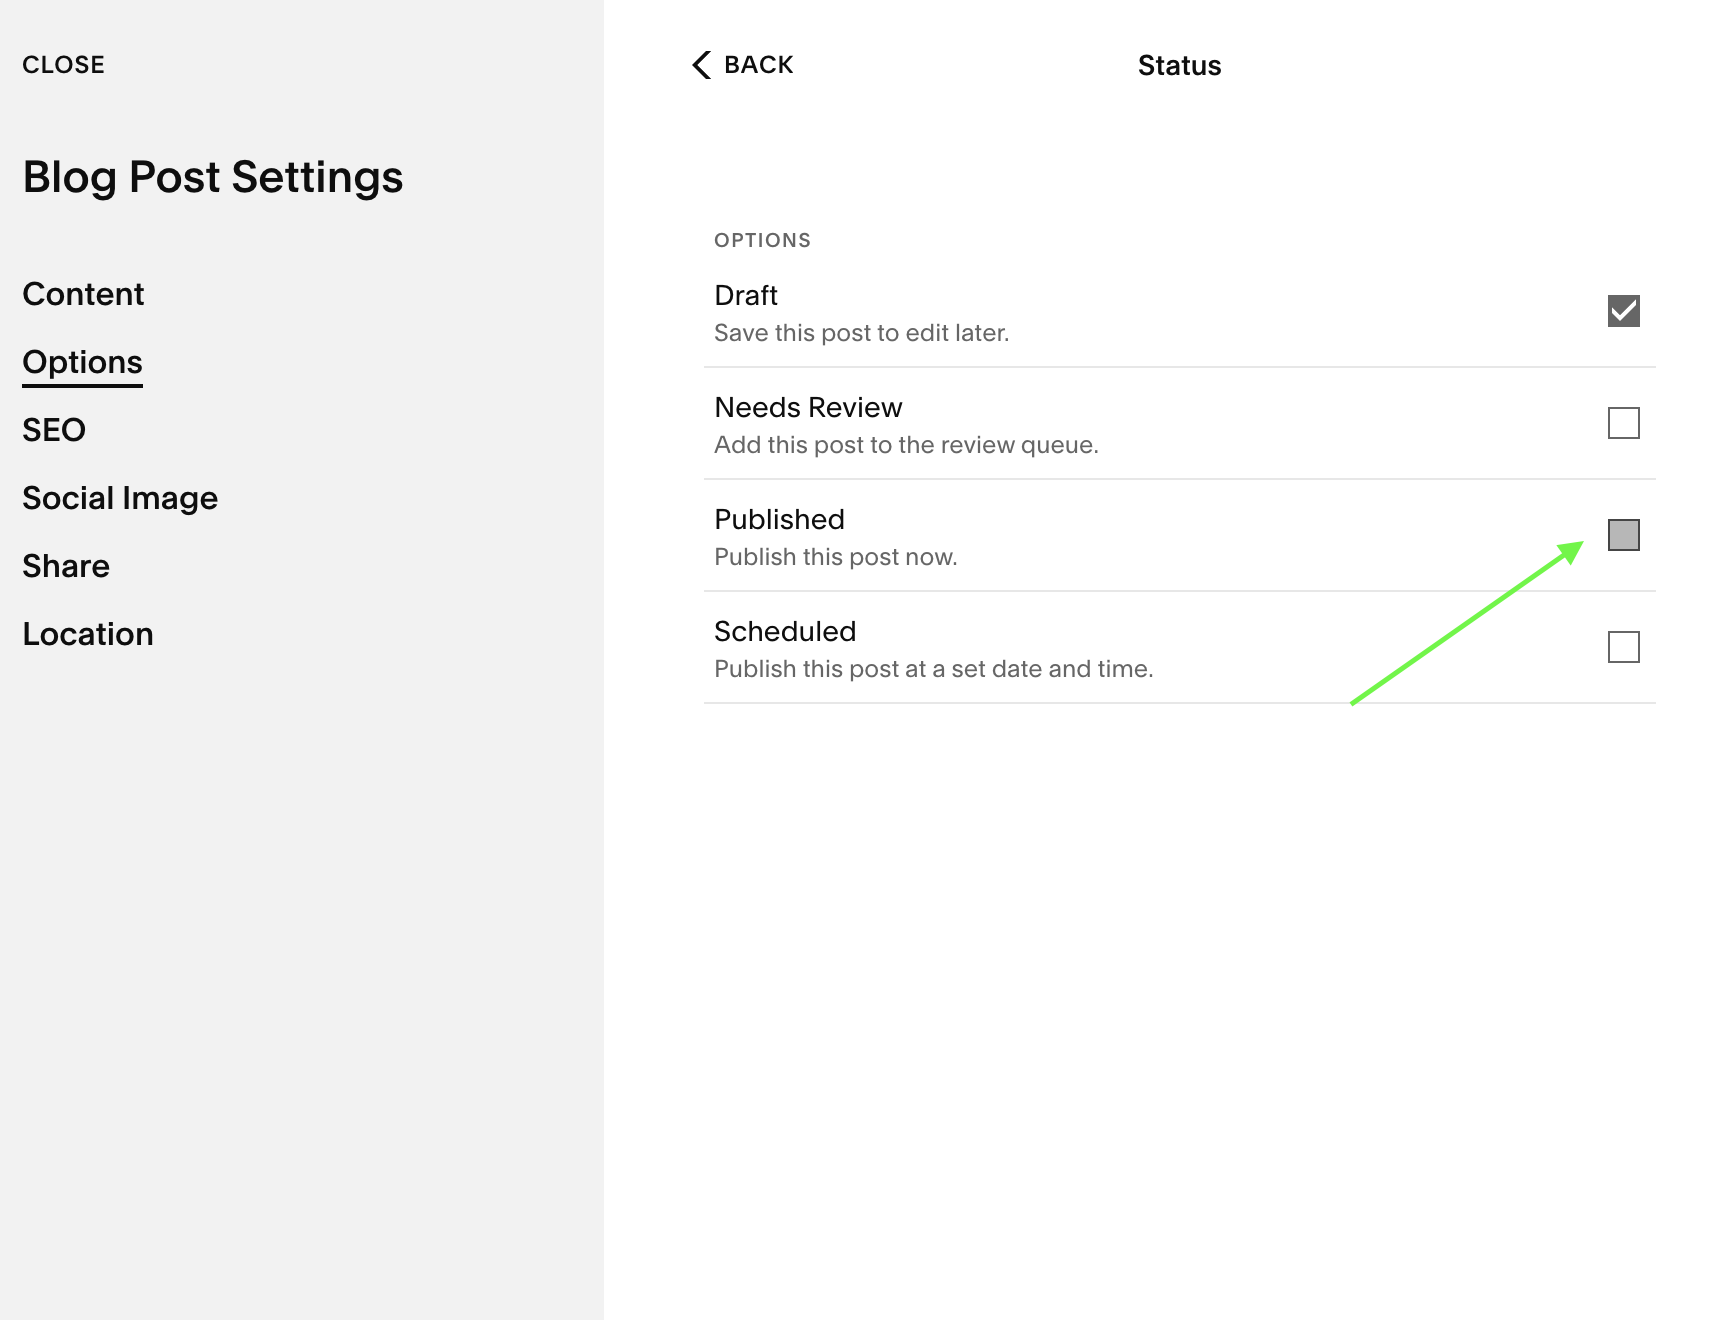 CLOSE
Blog Post Settings
Content
Options
SEO
Social Image
Share
Location
BACK
Status
OPTIONS
Draft
Save this post to edit later.
Needs Review
Add this post to the review queue.
Published
Publish this post now.
Scheduled
Publish this post at a set date and time.